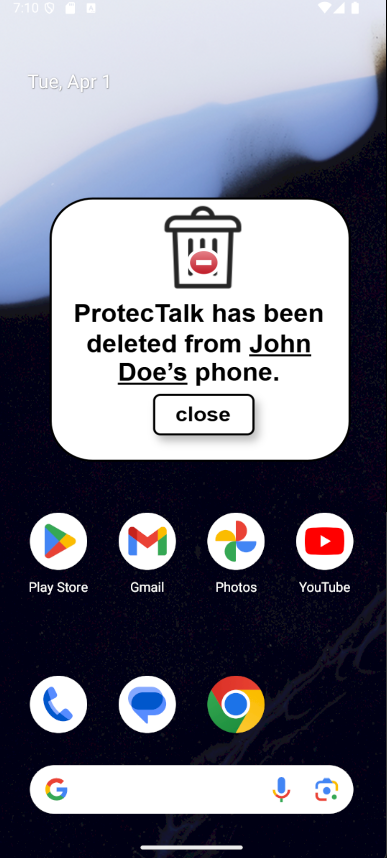 7:10
Tue, Apr 1
ProtecTalk has been
deleted from John
Doe’s phone.
close
Play Store
Gmail
Photos
YouTube